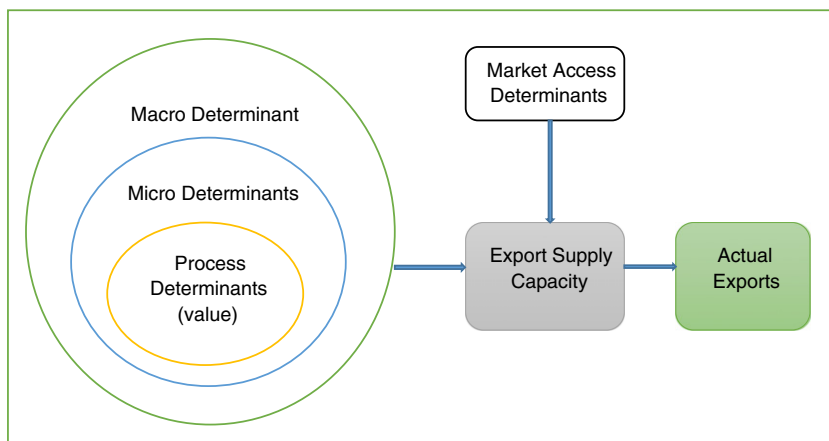 Macro Determinant
Micro Determinants
Process
Determinants
(value)
Market Access
Determinants
Export Supply
Capacity
Actual
Exports